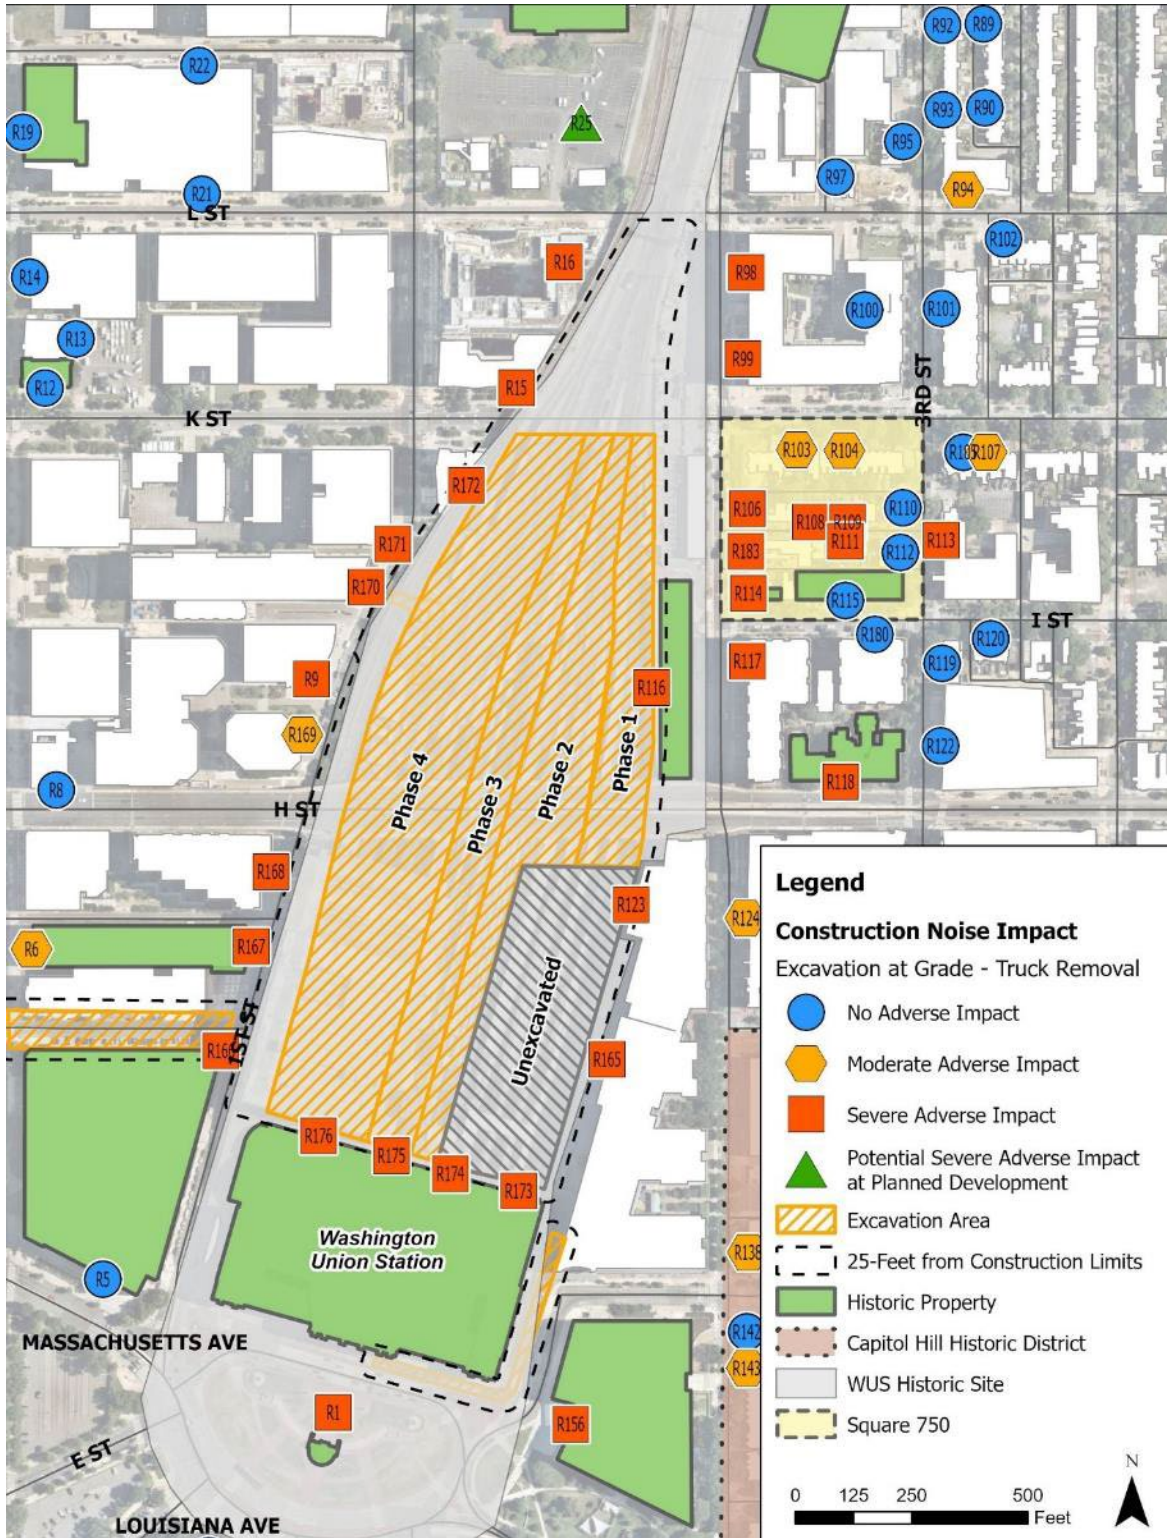 R92
R89
R22
R93
R90
R25
R19
R95
R97
R94
R21
L ST
R102
R16
R98
R14
R100
R101
R13
R99
R12
R15
3RD ST
K ST
R103
R104
R107
R172
R106
R110
R108
R109
R171
R111
R113
R183
R112
R170
R114
R115
I ST
R180
R120
R117
R119
R9
R116
R169
R122
Phase 4
Phase 3
Phase 2
Phase 1
R118
R8
H ST
R168
R123
R124
R6
R167
1ST ST
Unexcavated
R165
R176
R175
R174
R173
Washington
Union Station
R5
R138
R142
R143
MASSACHUSETTS AVE
R1
R156
E ST
LOUISIANA AVE
Legend
Construction Noise Impact
Excavation at Grade - Truck Removal
No Adverse Impact
Moderate Adverse Impact
Severe Adverse Impact
Potential Severe Adverse Impact
at Planned Development
Excavation Area
25-Feet from Construction Limits
Historic Property
Capitol Hill Historic District
WUS Historic Site
Square 750
N
0 125 250 500
Feet